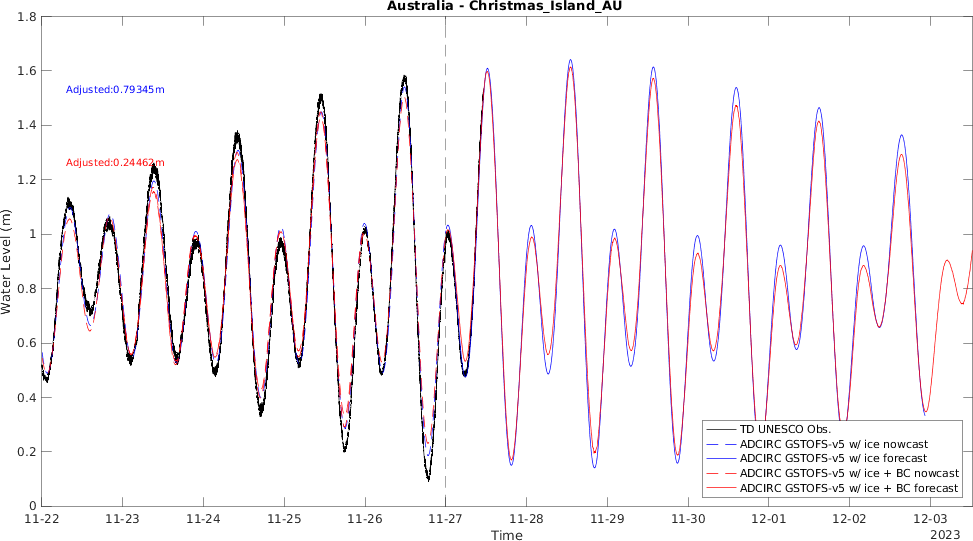 Australia - Christmas_Island_AU
1.8
1.6
1.4
1.2
1
0.8
0.6
0.4
0.2
0
Water Level (m)
Adjusted:0.79345m
Adjusted:0.24462m
TD UNESCO Obs.
ADCIRC GSTOFS-v5 w/ ice nowcast
ADCIRC GSTOFS-v5 w/ ice forecast
ADCIRC GSTOFS-v5 w/ ice + BC nowcast
ADCIRC GSTOFS-v5 w/ ice + BC forecast
11-22 11-23 11-24 11-25 11-26 11-27 11-28 11-29 11-30 12-01 12-02 12-03
Time
2023